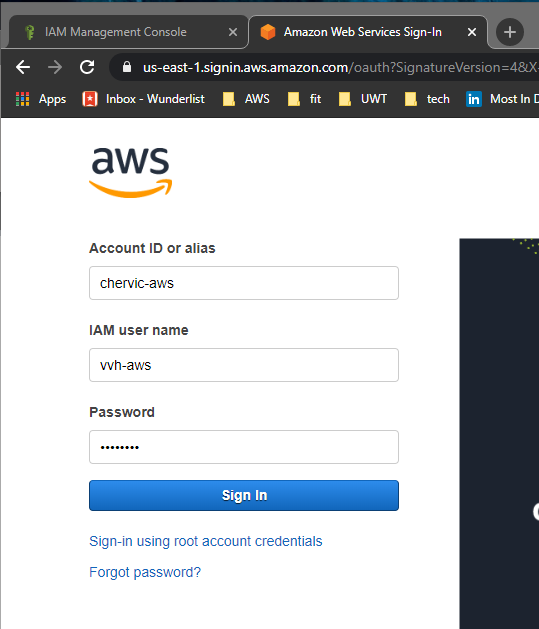 IAM Management Console
Amazon Web Services Sign-In
us-east-1.signin.aws.amazon.com/oauth?SignatureVersion=4&X
Apps Inbox - Wunderlist AWS fit UWT tech in Most In D
aws
Account ID or alias
chervic-aws
IAM user name
vvh-aws
Password
••••••••
Sign In
Sign-in using root account credentials
Forgot password?